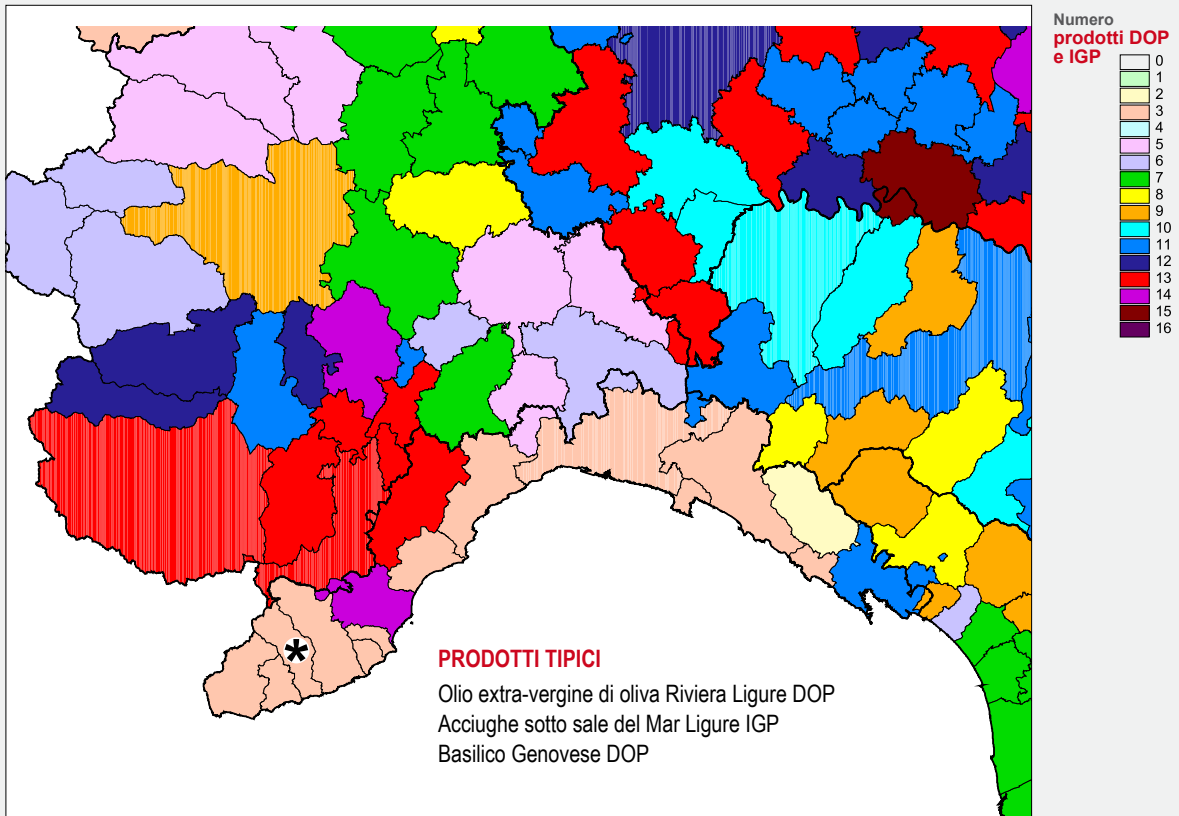 Numero
prodotti DOP
e IGP
0
1
2
3
4
5
6
7
8
9
10
11
12
13
14
15
16
*
PRODOTTI TIPICI
Olio extra-vergine di oliva Riviera Ligure DOP
Acciughe sotto sale del Mar Ligure IGP
Basilico Genovese DOP